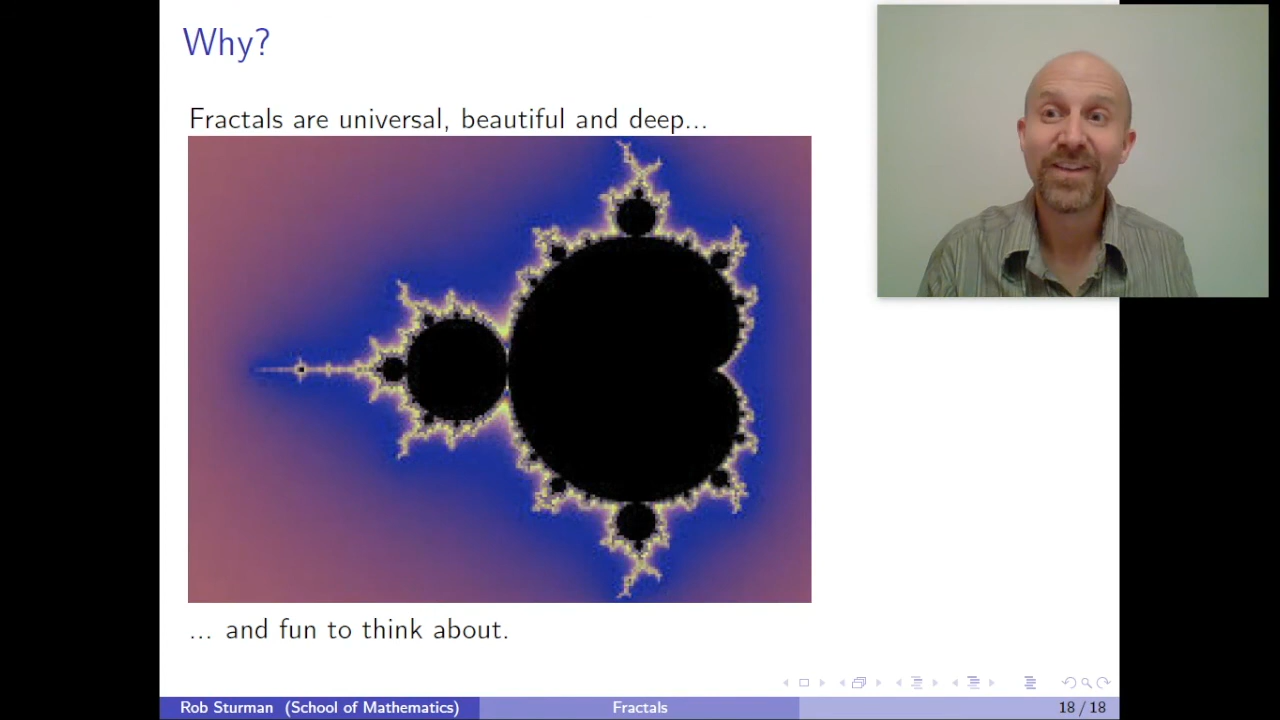 Why?
Fractals are universal, beautiful and deep...
... and fun to think about.
Rob Sturman (School of Mathematics)
Fractals
18 / 18